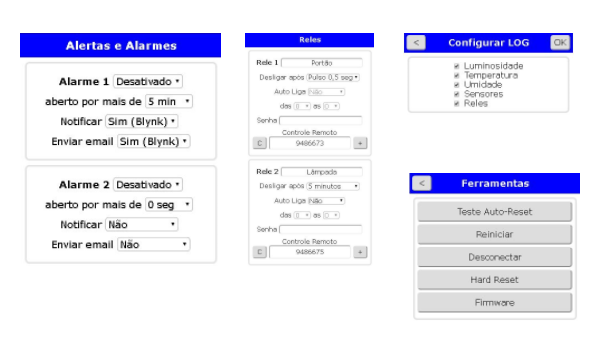 Alertas e Alarmes
Alarme 1 Desativado
aberto por mais de 5 min
Notificar Sim (Blynk)
Enviar email Sim (Blynk)
Alarme 2 Desativado
aberto por mais de 0 seg
Notificar Não
Enviar email Não
Reles
Rele 1 Portão
Desligar após Pulso 0,5 seg
Auto Liga Não
das 0 as 0
Senha
Controle Remoto
C 9486673 +
Rele 2 Lâmpada
Desligar após 5 minutos
Auto Liga Não
das 0 as 0
Senha
Controle Remoto
C 9486675 +
< Configurar LOG OK
Luminosidade
Temperatura
Umidade
Sensores
Reles
< Ferramentas
Teste Auto-Reset
Reiniciar
Desconectar
Hard Reset
Firmware